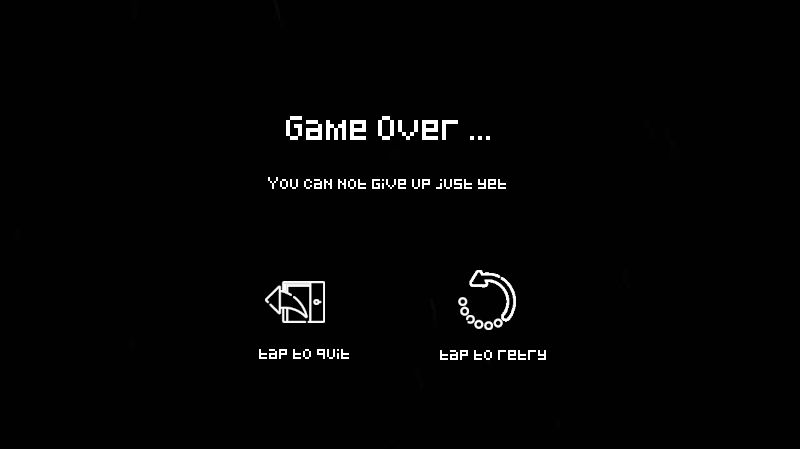 Game Over ...
You can not give up just yet
tap to quit
tap to retry